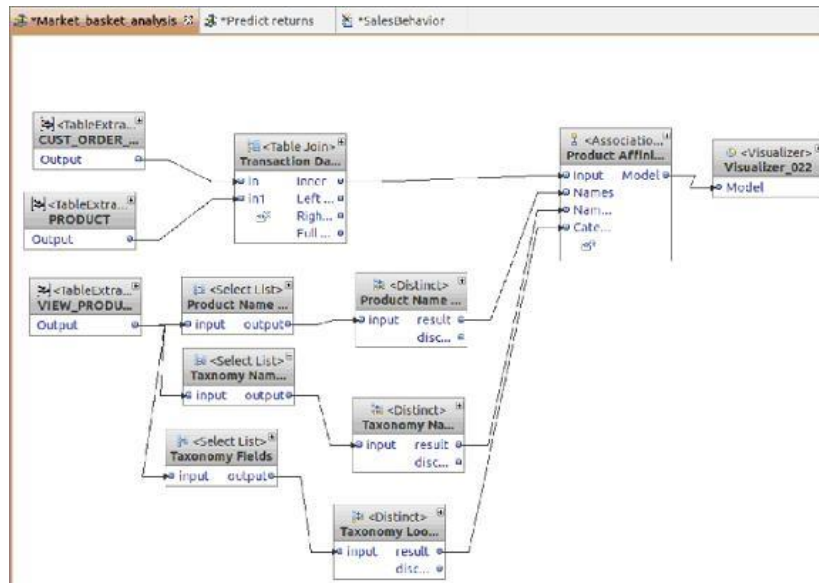 *Market_basket_analysis
*Predict returns
*SalesBehavior
<TableExtra...
CUST_ORDER_...
Output
<TableExtra...
PRODUCT
Output
<Table Join>
Transaction Da...
in Inner
in1 Left ...
Righ...
Full ...
<Associatio...
Product Affini...
Input Model
Names
Nam...
Cate...
<Visualizer>
Visualizer_022
Model
<TableExtra...
VIEW_PRODU...
Output
<Select List>
Product Name ...
input output
<Distinct>
Product Name ...
input result
disc...
<Select List>
Taxnomy Nam...
input output
<Distinct>
Taxonomy Na...
input result
disc...
<Select List>
Taxonomy Fields
input output
<Distinct>
Taxonomy Loo...
input result
disc...